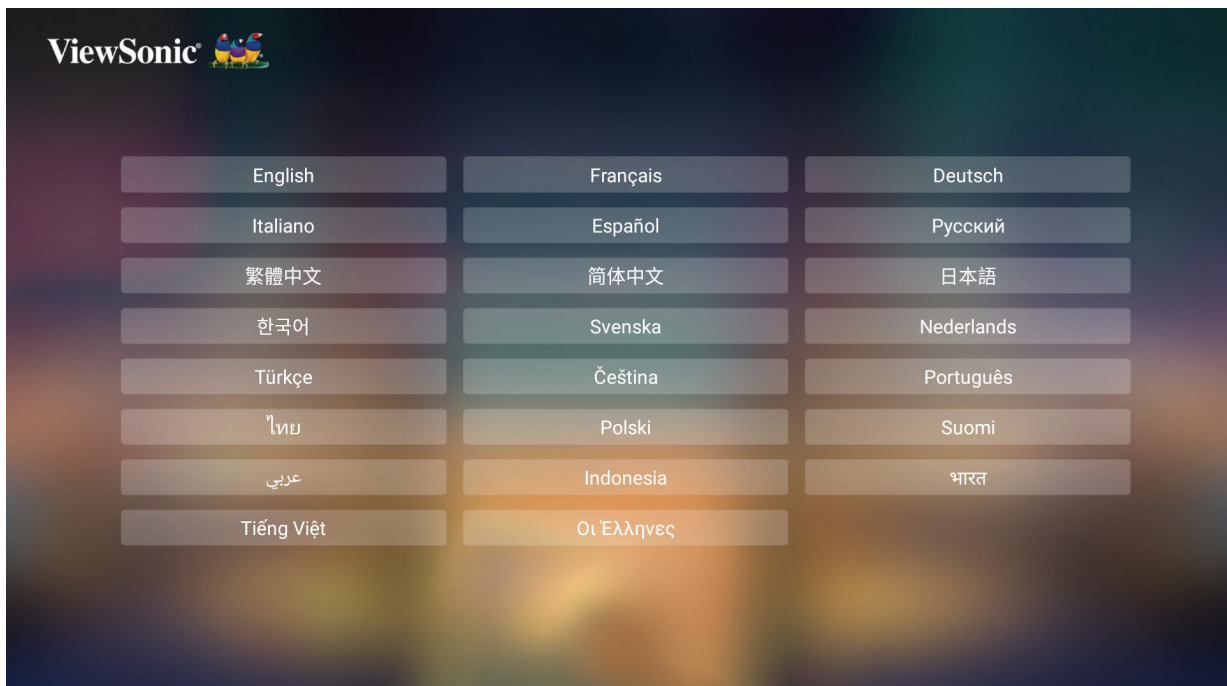 ViewSonic®
English Français Deutsch
Italiano Español Русский
繁體中文 简体中文 日本語
한국어 Svenska Nederlands
Türkçe Čeština Português
ไทย Polski Suomi
عربي Indonesia भारत
Tiếng Việt Οι Έλληνες